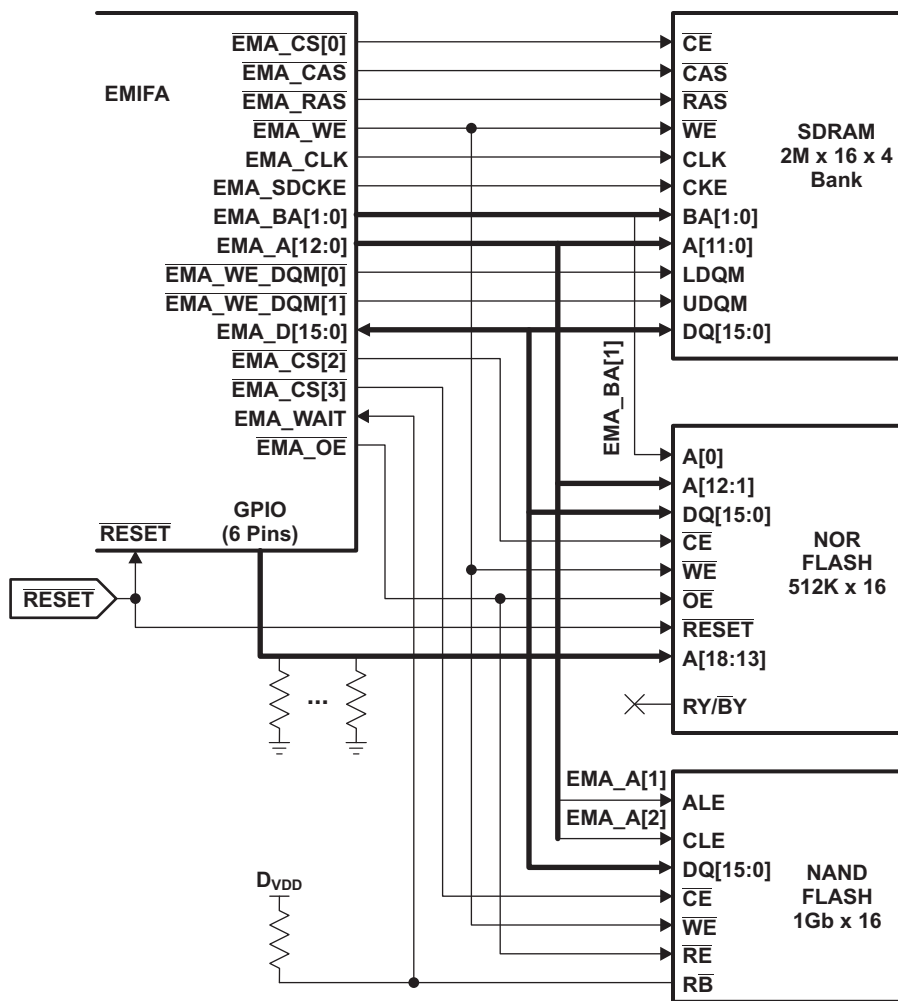 EMIFA
EMA_CS[0]
EMA_CAS
EMA_RAS
EMA_WE
EMA_CLK
EMA_SDCKE
EMA_BA[1:0]
EMA_A[12:0]
EMA_WE_DQM[0]
EMA_WE_DQM[1]
EMA_D[15:0]
EMA_CS[2]
EMA_CS[3]
EMA_WAIT
EMA_OE
GPIO
(6 Pins)
RESET
RESET
...
DVDD
EMA_BA[1]
CE
CAS
RAS
WE
CLK
CKE
BA[1:0]
A[11:0]
LDQM
UDQM
DQ[15:0]
SDRAM
2M x 16 x 4
Bank
A[0]
A[12:1]
DQ[15:0]
CE
WE
OE
RESET
A[18:13]
RY/BY
NOR
FLASH
512K x 16
EMA_A[1]
EMA_A[2]
ALE
CLE
DQ[15:0]
CE
WE
RE
RB
NAND
FLASH
1Gb x 16